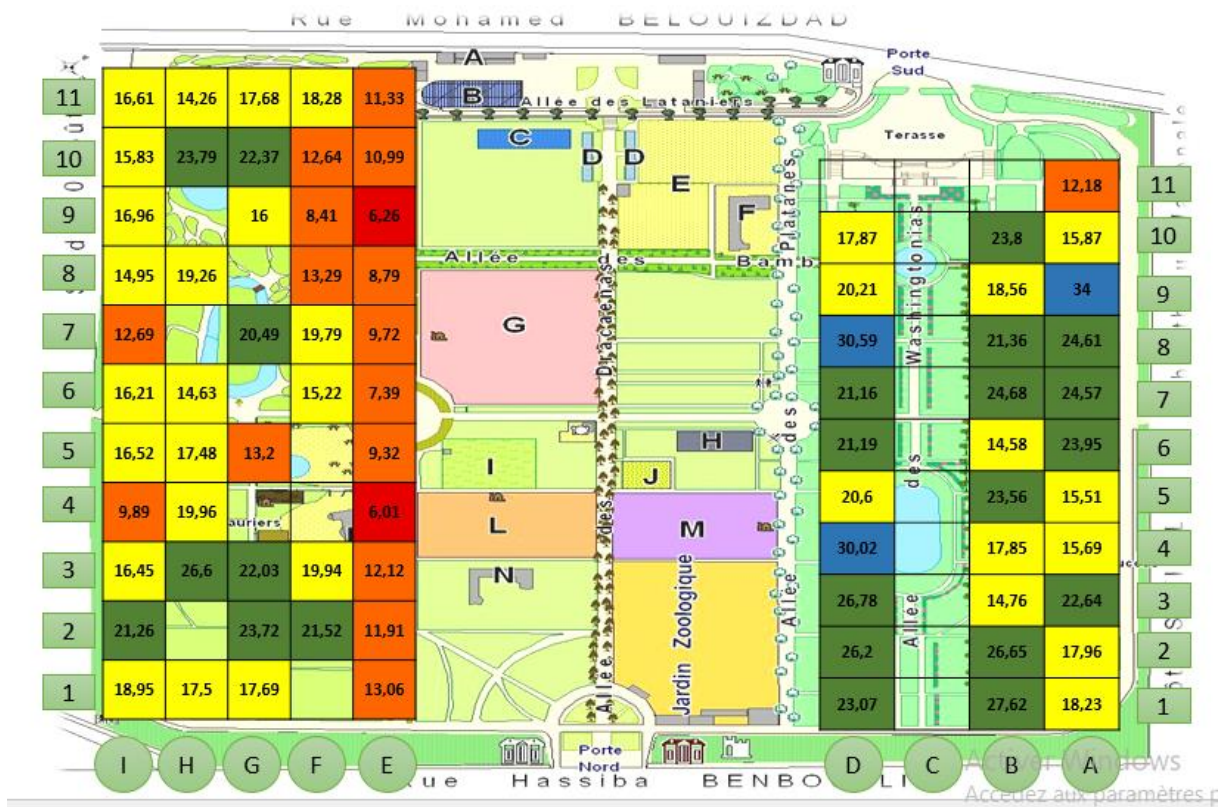 Rue Mohamed BELOUIZDAD
Porte
Sud
A
B
Allée des Lataniers
Terasse
C
D D
E
F
Allée des Bamb
Allée des Platanes
Allée des Dracaenas
Allée des Washingtonias
G
H
I
J
L
M
N
Jardin Zoologique
auriers
11 16,61 14,26 17,68 18,28 11,33
10 15,83 23,79 22,37 12,64 10,99
9 16,96 16 8,41 6,26
8 14,95 19,26 13,29 8,79
7 12,69 20,49 19,79 9,72
6 16,21 14,63 15,22 7,39
5 16,52 17,48 13,2 9,32
4 9,89 19,96 6,01
3 16,45 26,6 22,03 19,94 12,12
2 21,26 23,72 21,52 11,91
1 18,95 17,5 17,69 13,06
I H G F E
12,18 11
17,87 23,8 15,87 10
20,21 18,56 34 9
30,59 21,36 24,61 8
21,16 24,68 24,57 7
21,19 14,58 23,95 6
20,6 23,56 15,51 5
30,02 17,85 15,69 4
26,78 14,76 22,64 3
26,2 26,65 17,96 2
23,07 27,62 18,23 1
D C B A
Porte
Nord
Rue Hassiba BENBO LI
Activer Windows
Accédez aux paramètres p